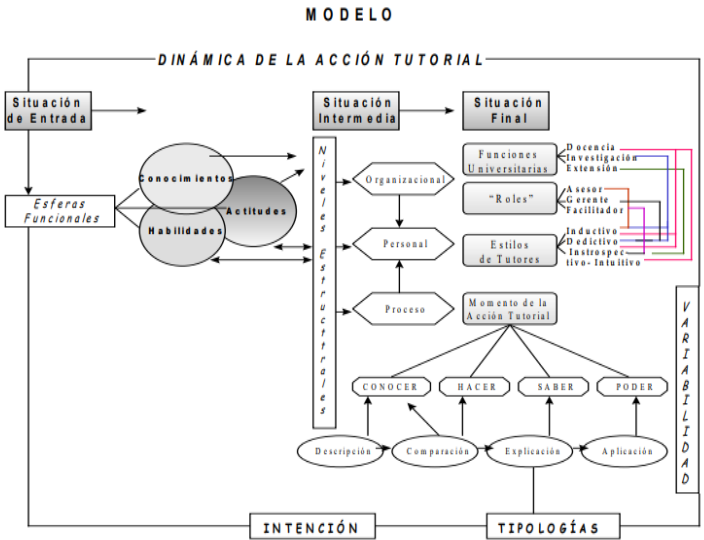 MODELO
DINÁMICA DE LA ACCIÓN TUTORIAL
Situación
de Entrada
Situación
Intermedia
Situación
Final
Esferas
Funcionales
Conocimientos
Actitudes
Habilidades
Niveles Estructtrales
Organizacional
Personal
Proceso
Funciones
Universitarias
Docencia
Investigación
Extensión
"Roles"
Asesor
Gerente
Facilitador
Estilos
de Tutores
Inductivo
Dedictivo
Instrospec
tivo- Intuitivo
Momento de la
Acción Tutorial
CONOCER
HACER
SABER
PODER
Descripción
Comparación
Explicación
Aplicación
VARIABILIDAD
INTENCIÓN
TIPOLOGÍAS